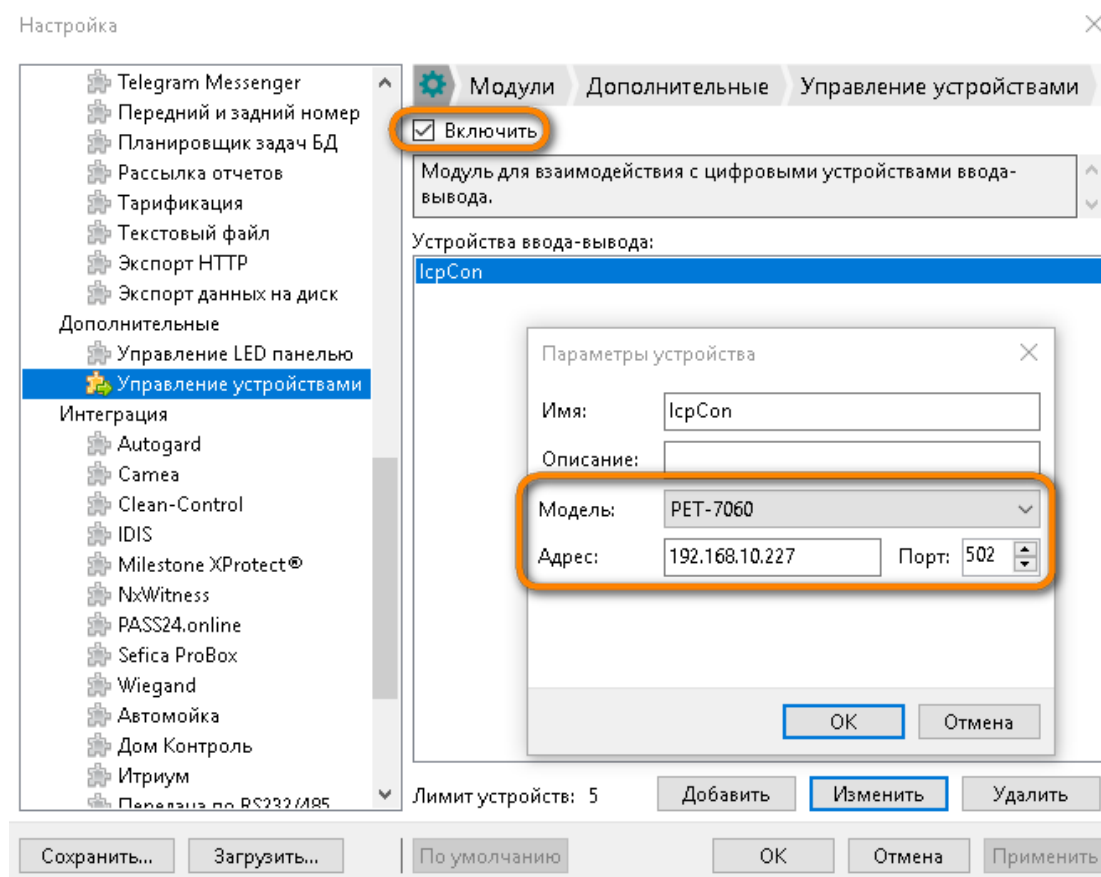 Настройка
Telegram Messenger
Передний и задний номер
Планировщик задач БД
Рассылка отчетов
Тарификация
Текстовый файл
Экспорт HTTP
Экспорт данных на диск
Дополнительные
Управление LED панелью
Управление устройствами
Интеграция
Autogard
Camea
Clean-Control
IDIS
Milestone XProtect®
NxWitness
PASS24.online
Sefica ProBox
Wiegand
Автомойка
Дом Контроль
Итриум
Передача по RS232/485
Модули Дополнительные Управление устройствами
Включить
Модуль для взаимодействия с цифровыми устройствами ввода-
вывода.
Устройства ввода-вывода:
IcpCon
Параметры устройства
Имя: IcpCon
Описание:
Модель: PET-7060
Адрес: 192.168.10.227 Порт: 502
OK Отмена
Лимит устройств: 5 Добавить Изменить Удалить
Сохранить... Загрузить... По умолчанию OK Отмена Применить